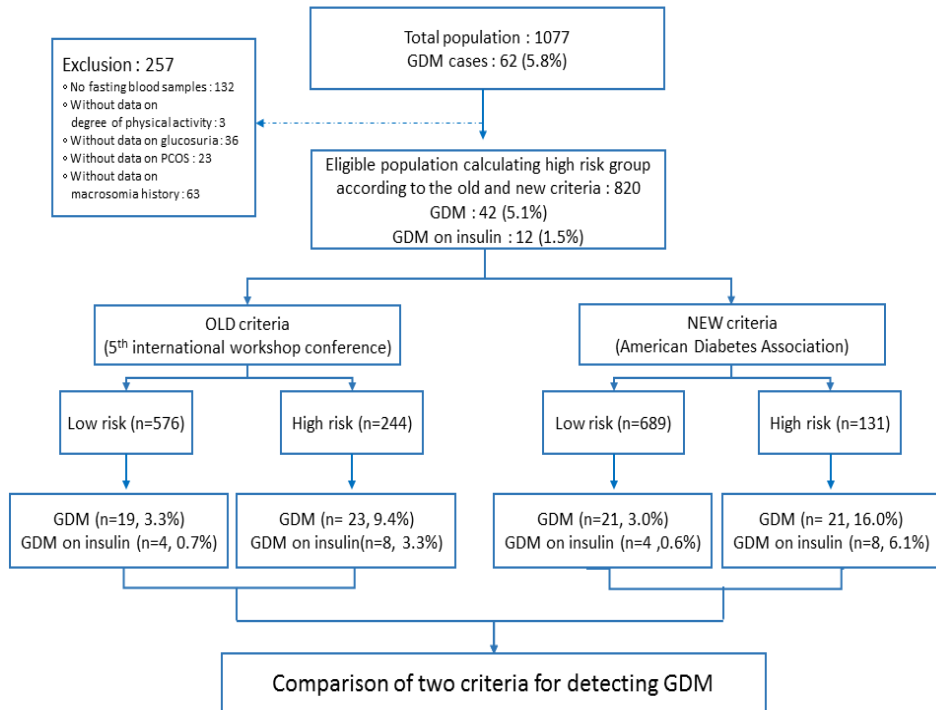 Total population : 1077
GDM cases : 62 (5.8%)
Exclusion : 257
∘ No fasting blood samples : 132
∘ Without data on
degree of physical activity : 3
∘ Without data on glucosuria : 36
∘ Without data on PCOS : 23
∘ Without data on
macrosomia history : 63
Eligible population calculating high risk group
according to the old and new criteria : 820
GDM : 42 (5.1%)
GDM on insulin : 12 (1.5%)
OLD criteria
(5th international workshop conference)
NEW criteria
(American Diabetes Association)
Low risk (n=576)
High risk (n=244)
Low risk (n=689)
High risk (n=131)
GDM (n=19, 3.3%)
GDM on insulin (n=4, 0.7%)
GDM (n= 23, 9.4%)
GDM on insulin(n=8, 3.3%)
GDM (n=21, 3.0%)
GDM on insulin (n=4 ,0.6%)
GDM (n= 21, 16.0%)
GDM on insulin (n=8, 6.1%)
Comparison of two criteria for detecting GDM